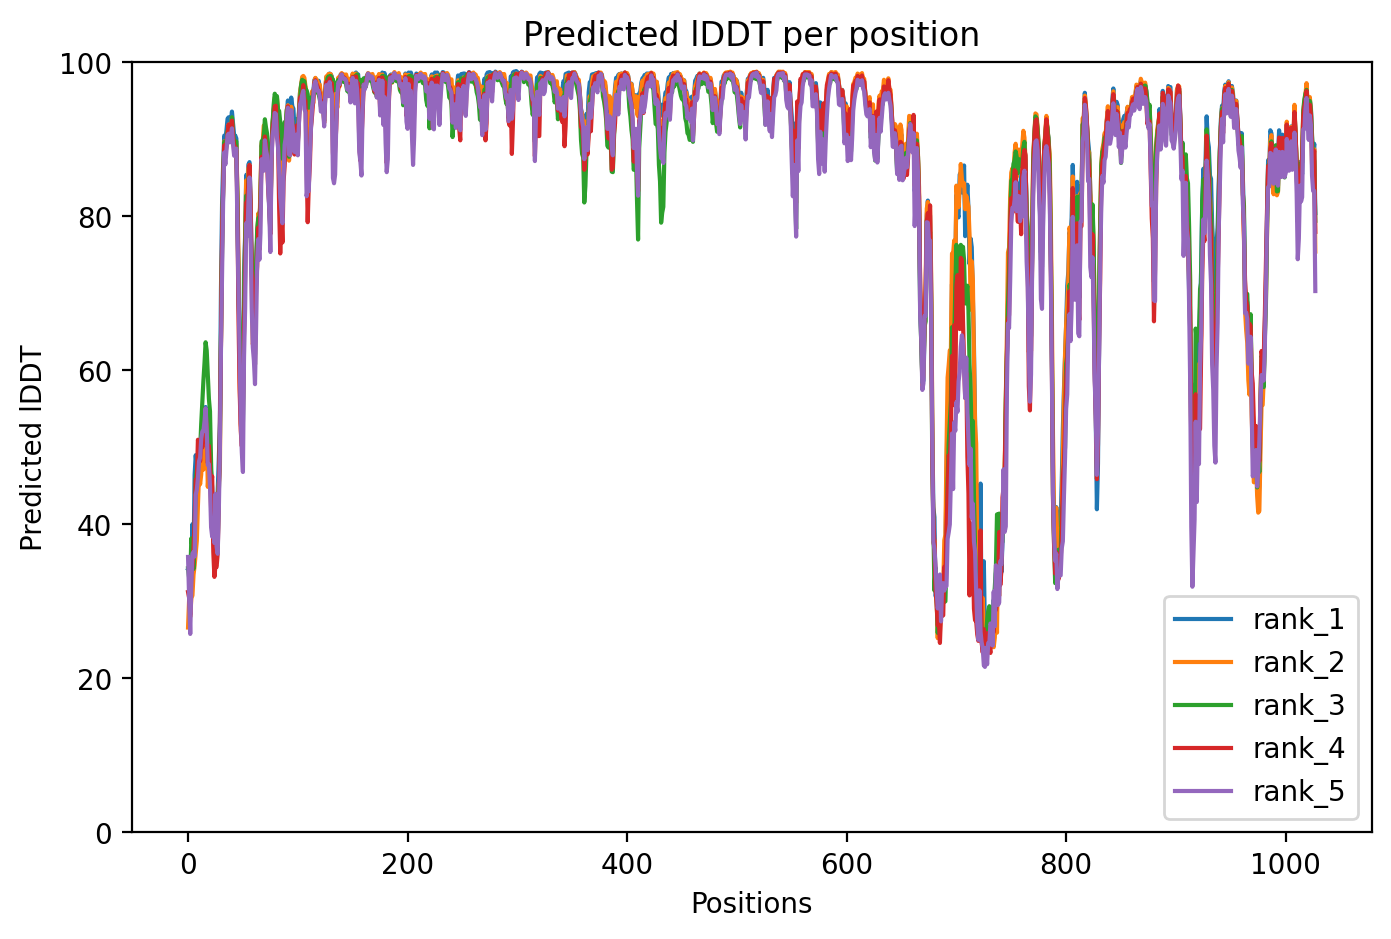 Predicted lDDT per position
100
80
60
40
20
0
Predicted lDDT
0 200 400 600 800 1000
Positions
rank_1
rank_2
rank_3
rank_4
rank_5